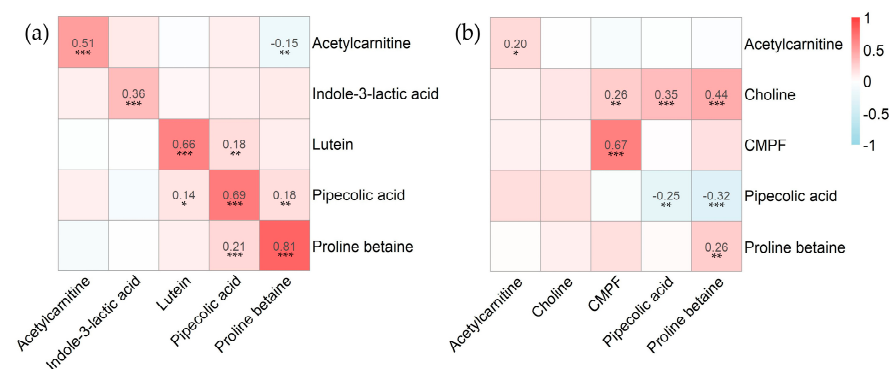 (a)
0.51
***
-0.15
**
Acetylcarnitine
0.36
***
Indole-3-lactic acid
0.66
***
0.18
**
Lutein
0.14
*
0.69
***
0.18
**
Pipecolic acid
0.21
***
0.81
***
Proline betaine
Acetylcarnitine
Indole-3-lactic acid
Lutein
Pipecolic acid
Proline betaine
(b)
0.20
*
Acetylcarnitine
0.26
**
0.35
***
0.44
***
Choline
0.67
***
CMPF
-0.25
**
-0.32
***
Pipecolic acid
0.26
**
Proline betaine
Acetylcarnitine
Choline
CMPF
Pipecolic acid
Proline betaine
1
0.5
0
-0.5
-1